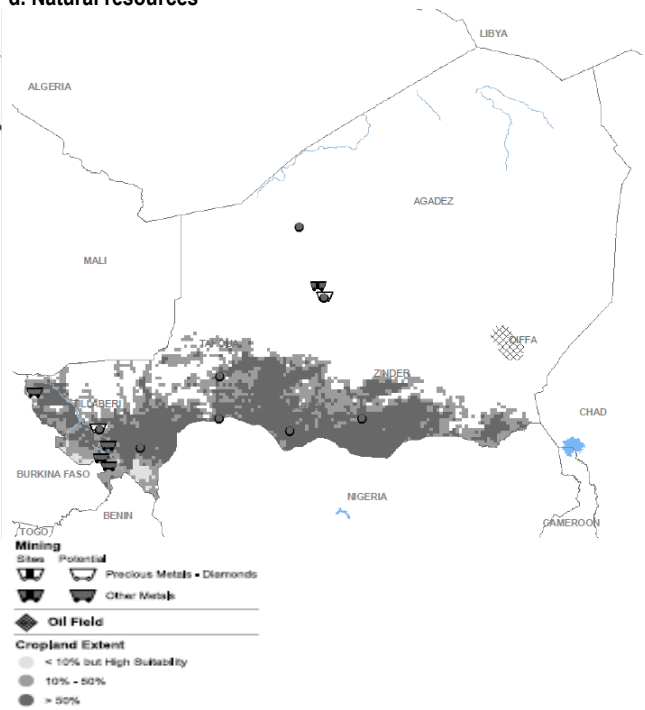 d. Natural resources
LIBYA
ALGERIA
AGADEZ
MALI
TAHOUA
DIFFA
ZINDER
TILLABERI
CHAD
BURKINA FASO
NIGERIA
BENIN
CAMEROON
TOGO
Mining
Sites Potential
Precious Metals - Diamonds
Other Metals
Oil Field
Cropland Extent
< 10% but High Suitability
10% - 50%
> 50%